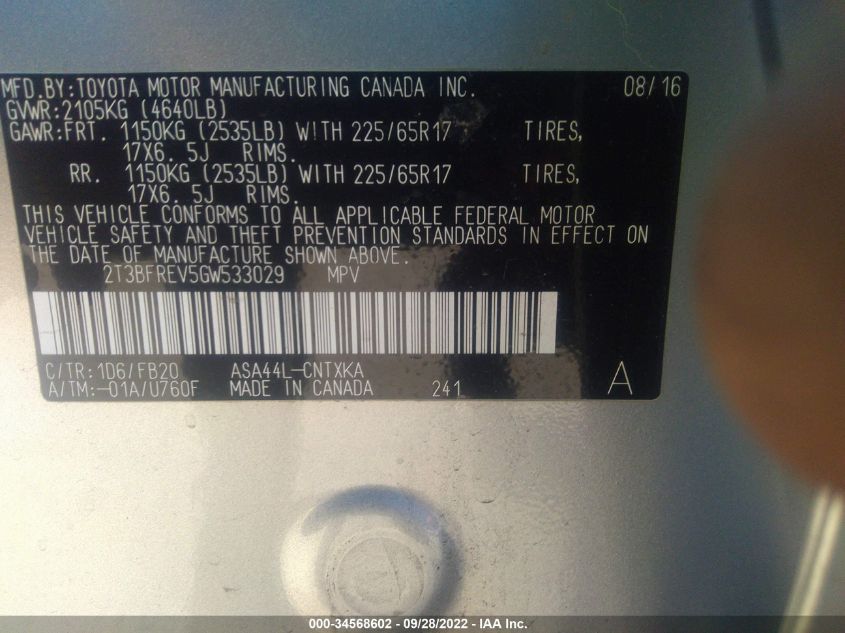 MFD.BY:TOYOTA MOTOR MANUFACTURING CANADA INC. 08/16
GVWR:2105KG (4640LB)
GAWR:FRT. 1150KG (2535LB) WITH 225/65R17 TIRES,
17X6. 5J RIMS.
RR. 1150KG (2535LB) WITH 225/65R17 TIRES,
17X6. 5J RIMS.
THIS VEHICLE CONFORMS TO ALL APPLICABLE FEDERAL MOTOR
VEHICLE SAFETY AND THEFT PREVENTION STANDARDS IN EFFECT ON
THE DATE OF MANUFACTURE SHOWN ABOVE.
2T3BFREV5GW533029 MPV
C/TR:1D6/FB20 ASA44L-CNTXKA
A/TM:-01A/U760F MADE IN CANADA 241 A
000-34568602 - 09/28/2022 - IAA Inc.